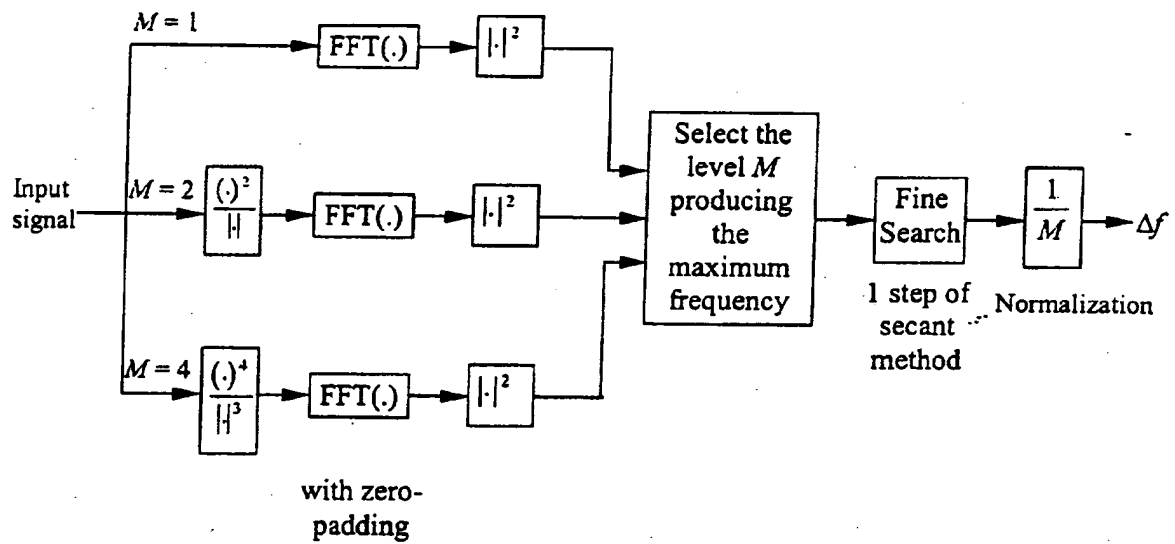 M = 1
FFT(.)
|·|²
Input
signal
M = 2
(.)²
|·|
FFT(.)
|·|²
M = 4
(.)⁴
|·|³
FFT(.)
|·|²
with zero-
padding
Select the
level M
producing
the
maximum
frequency
Fine
Search
1 step of
secant
method
1
M
Normalization
Δf